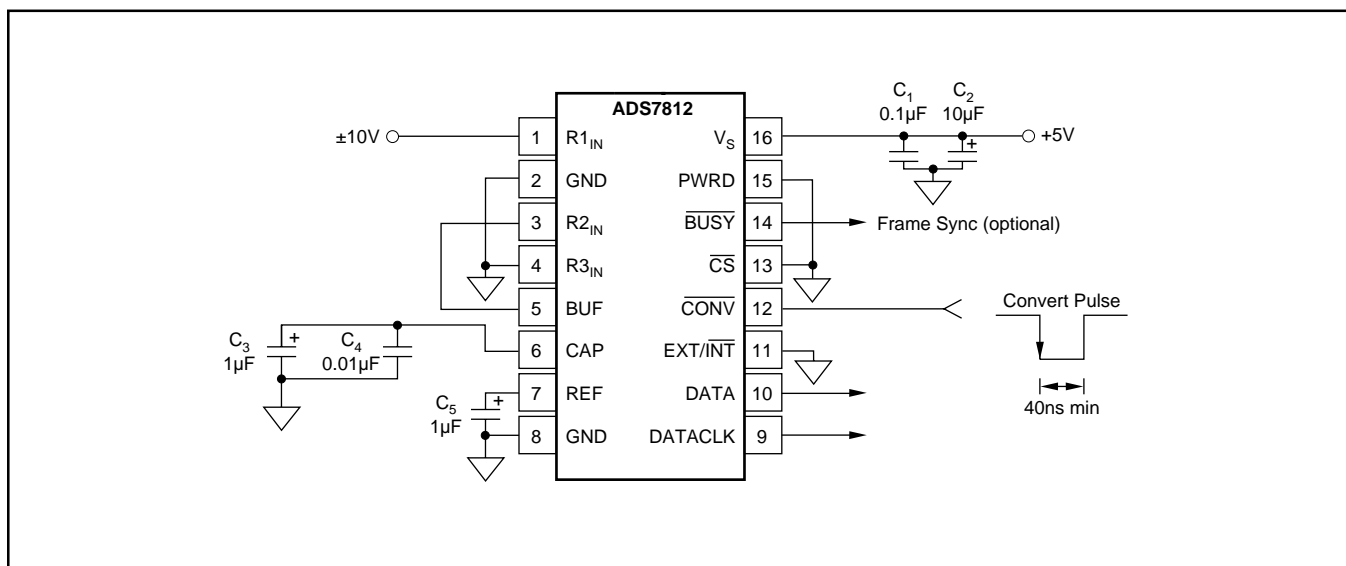 ADS7812
±10V
1 R1IN
2 GND
3 R2IN
4 R3IN
5 BUF
6 CAP
7 REF
8 GND
VS 16
PWRD 15
BUSY 14
CS 13
CONV 12
EXT/INT 11
DATA 10
DATACLK 9
C1
0.1µF
C2
10µF
+
+5V
Frame Sync (optional)
Convert Pulse
40ns min
C3
1µF
+
C4
0.01µF
C5
1µF
+